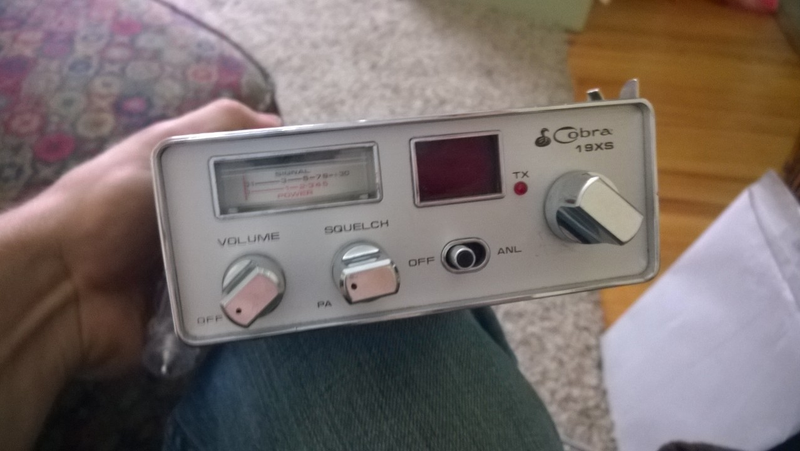 SIGNAL
POWER
Cobra
19XS
TX
VOLUME
SQUELCH
OFF
ANL
OFF
PA